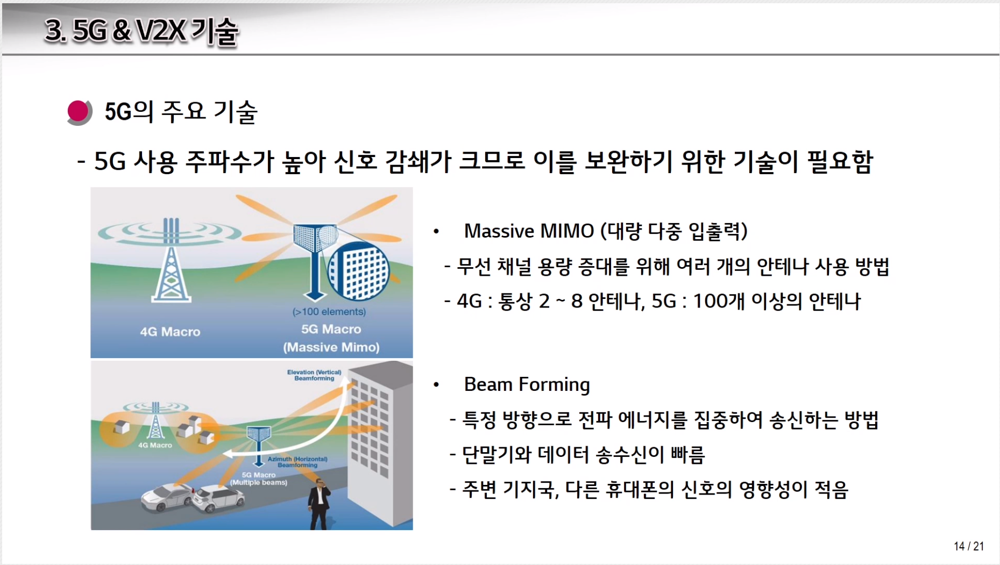 3. 5G & V2X 기술
5G의 주요 기술
- 5G 사용 주파수가 높아 신호 감쇄가 크므로 이를 보완하기 위한 기술이 필요함
(>100 elements)
4G Macro
5G Macro
(Massive Mimo)
• Massive MIMO (대량 다중 입출력)
- 무선 채널 용량 증대를 위해 여러 개의 안테나 사용 방법
- 4G : 통상 2 ~ 8 안테나, 5G : 100개 이상의 안테나
Elevation (Vertical)
Beamforming
4G Macro
Azimuth (Horizontal)
Beamforming
5G Macro
(Multiple beams)
• Beam Forming
- 특정 방향으로 전파 에너지를 집중하여 송신하는 방법
- 단말기와 데이터 송수신이 빠름
- 주변 기지국, 다른 휴대폰의 신호의 영향성이 적음
14 / 21